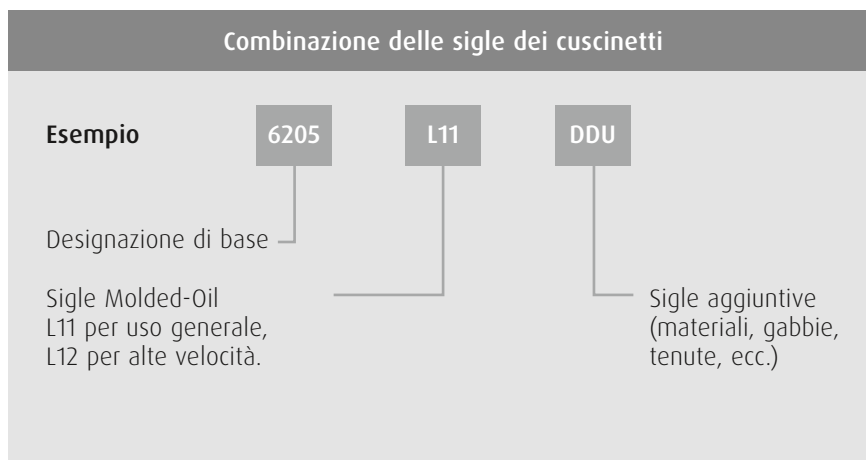 Combinazione delle sigle dei cuscinetti
Esempio 6205 L11 DDU
Designazione di base
Sigle Molded-Oil
L11 per uso generale,
L12 per alte velocità.
Sigle aggiuntive
(materiali, gabbie,
tenute, ecc.)